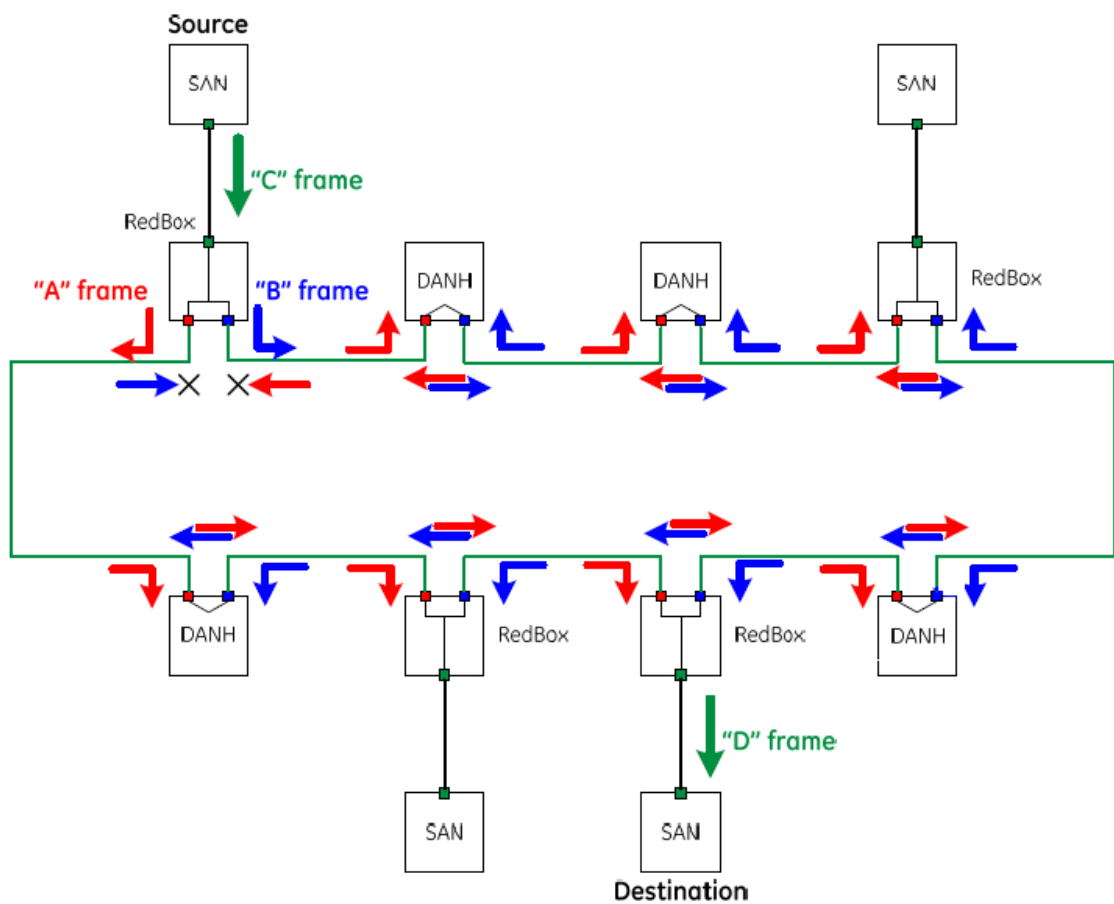 Source
SAN
SAN
"C" frame
RedBox
"A" frame
"B" frame
DANH
DANH
RedBox
DANH
RedBox
RedBox
DANH
"D" frame
SAN
SAN
Destination